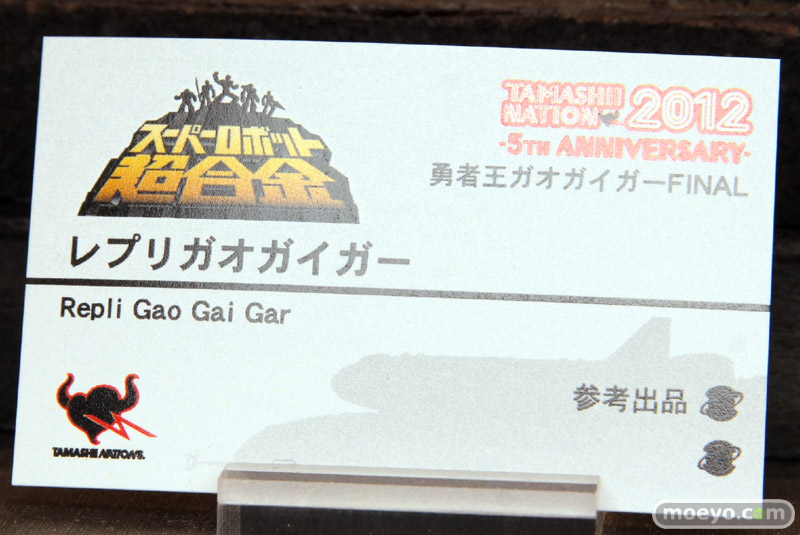 スーパーロボット
超合金
TAMASHII
NATION
2012
-5TH ANNIVERSARY-
勇者王ガオガイガーFINAL
レプリガオガイガー
Repli Gao Gai Gar
参考出品
TAMASHII NATIONS.
moeyo.com